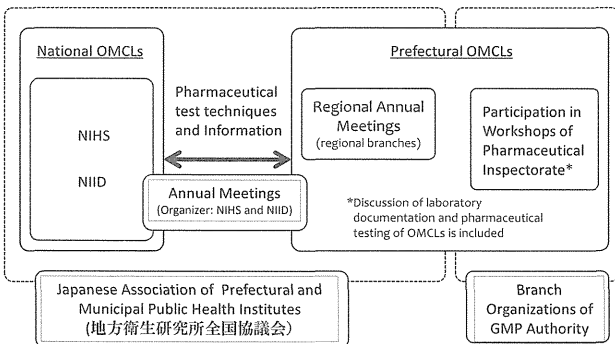 National OMCLs
NIHS
NIID
Pharmaceutical
test techniques
and Information
Annual Meetings
(Organizer: NIHS and NIID)
Prefectural OMCLs
Regional Annual
Meetings
(regional branches)
Participation in
Workshops of
Pharmaceutical
Inspectorate*
*Discussion of laboratory
documentation and pharmaceutical
testing of OMCLs is included
Japanese Association of Prefectural and
Municipal Public Health Institutes
(地方衛生研究所全国協議会)
Branch
Organizations of
GMP Authority